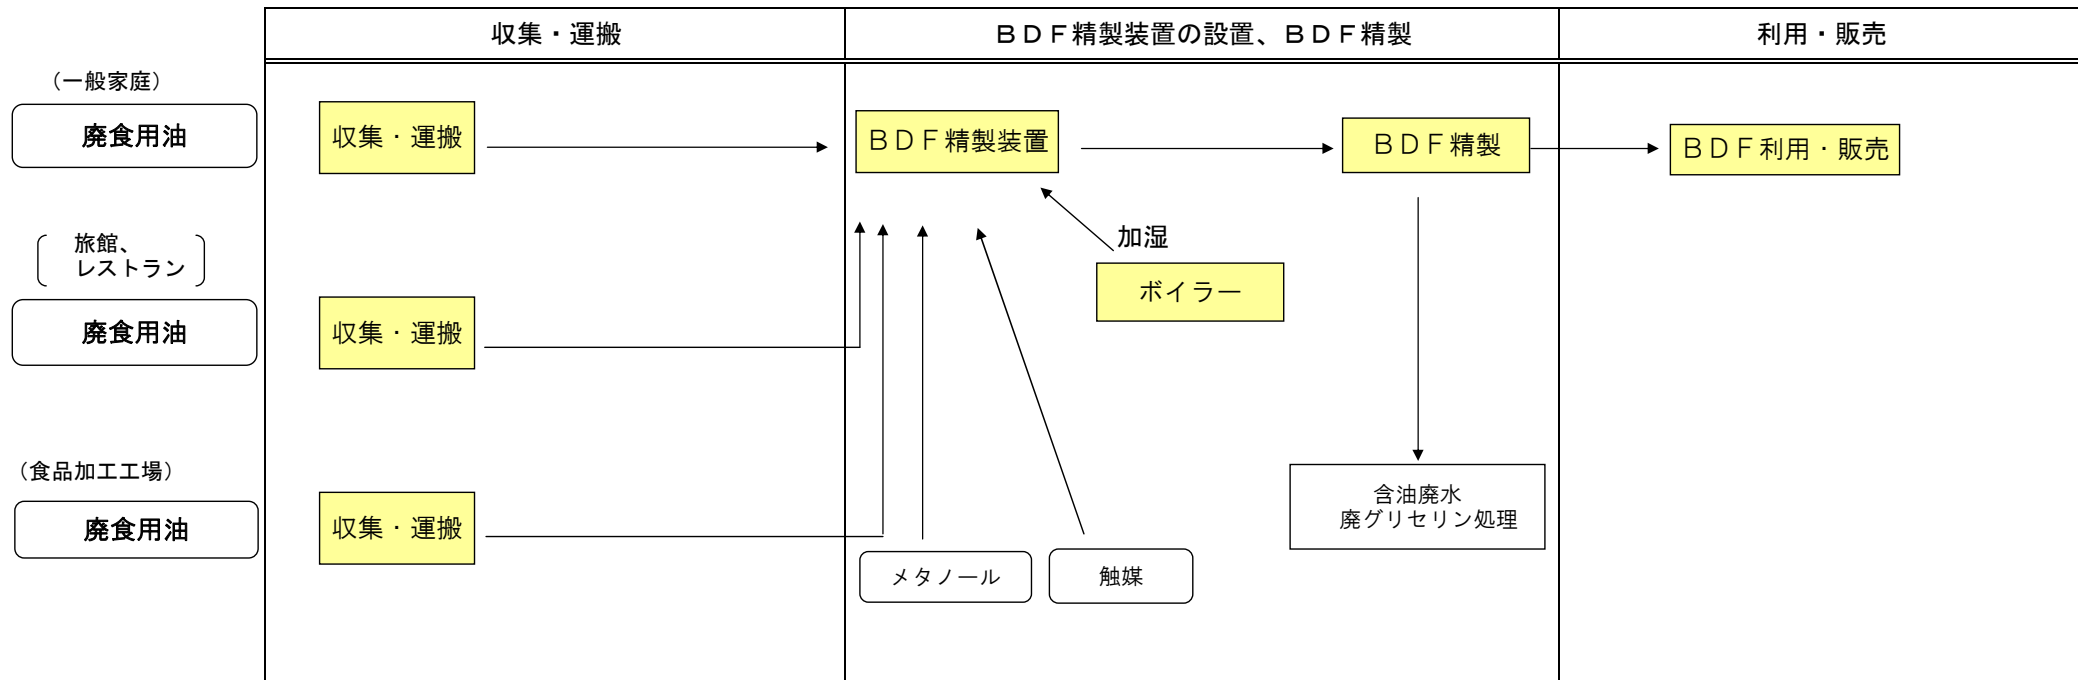 収集・運搬
ＢＤＦ精製装置の設置、ＢＤＦ精製
利用・販売
（一般家庭）
廃食用油
収集・運搬
ＢＤＦ精製装置
ＢＤＦ精製
ＢＤＦ利用・販売
旅館、
レストラン
加湿
ボイラー
廃食用油
収集・運搬
（食品加工工場）
廃食用油
収集・運搬
含油廃水
廃グリセリン処理
メタノール
触媒